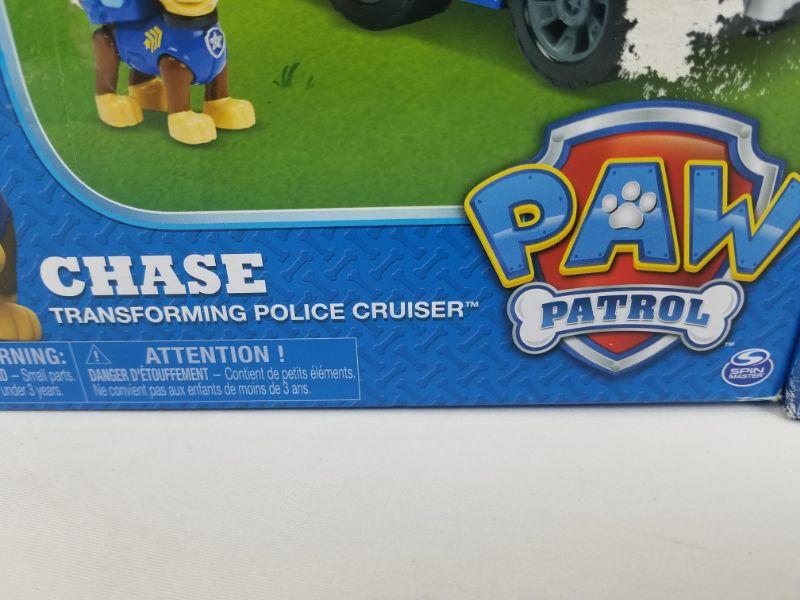 PAW
PATROL
™
CHASE
TRANSFORMING POLICE CRUISER™
RNING:
D – Small parts.
under 3 years.
ATTENTION !
DANGER D'ÉTOUFFEMENT – Contient de petits éléments.
Ne convient pas aux enfants de moins de 3 ans.
SPIN
MASTER